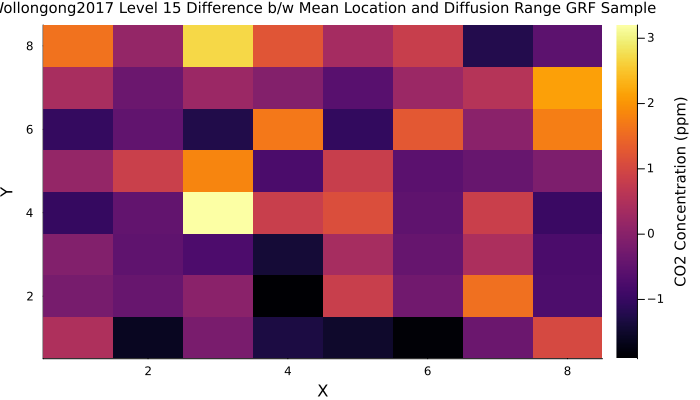 Wollongong2017 Level 15 Difference b/w Mean Location and Diffusion Range GRF Sample
8
6
4
2
Y
2 4 6 8
X
3
2
1
0
−1
CO2 Concentration (ppm)